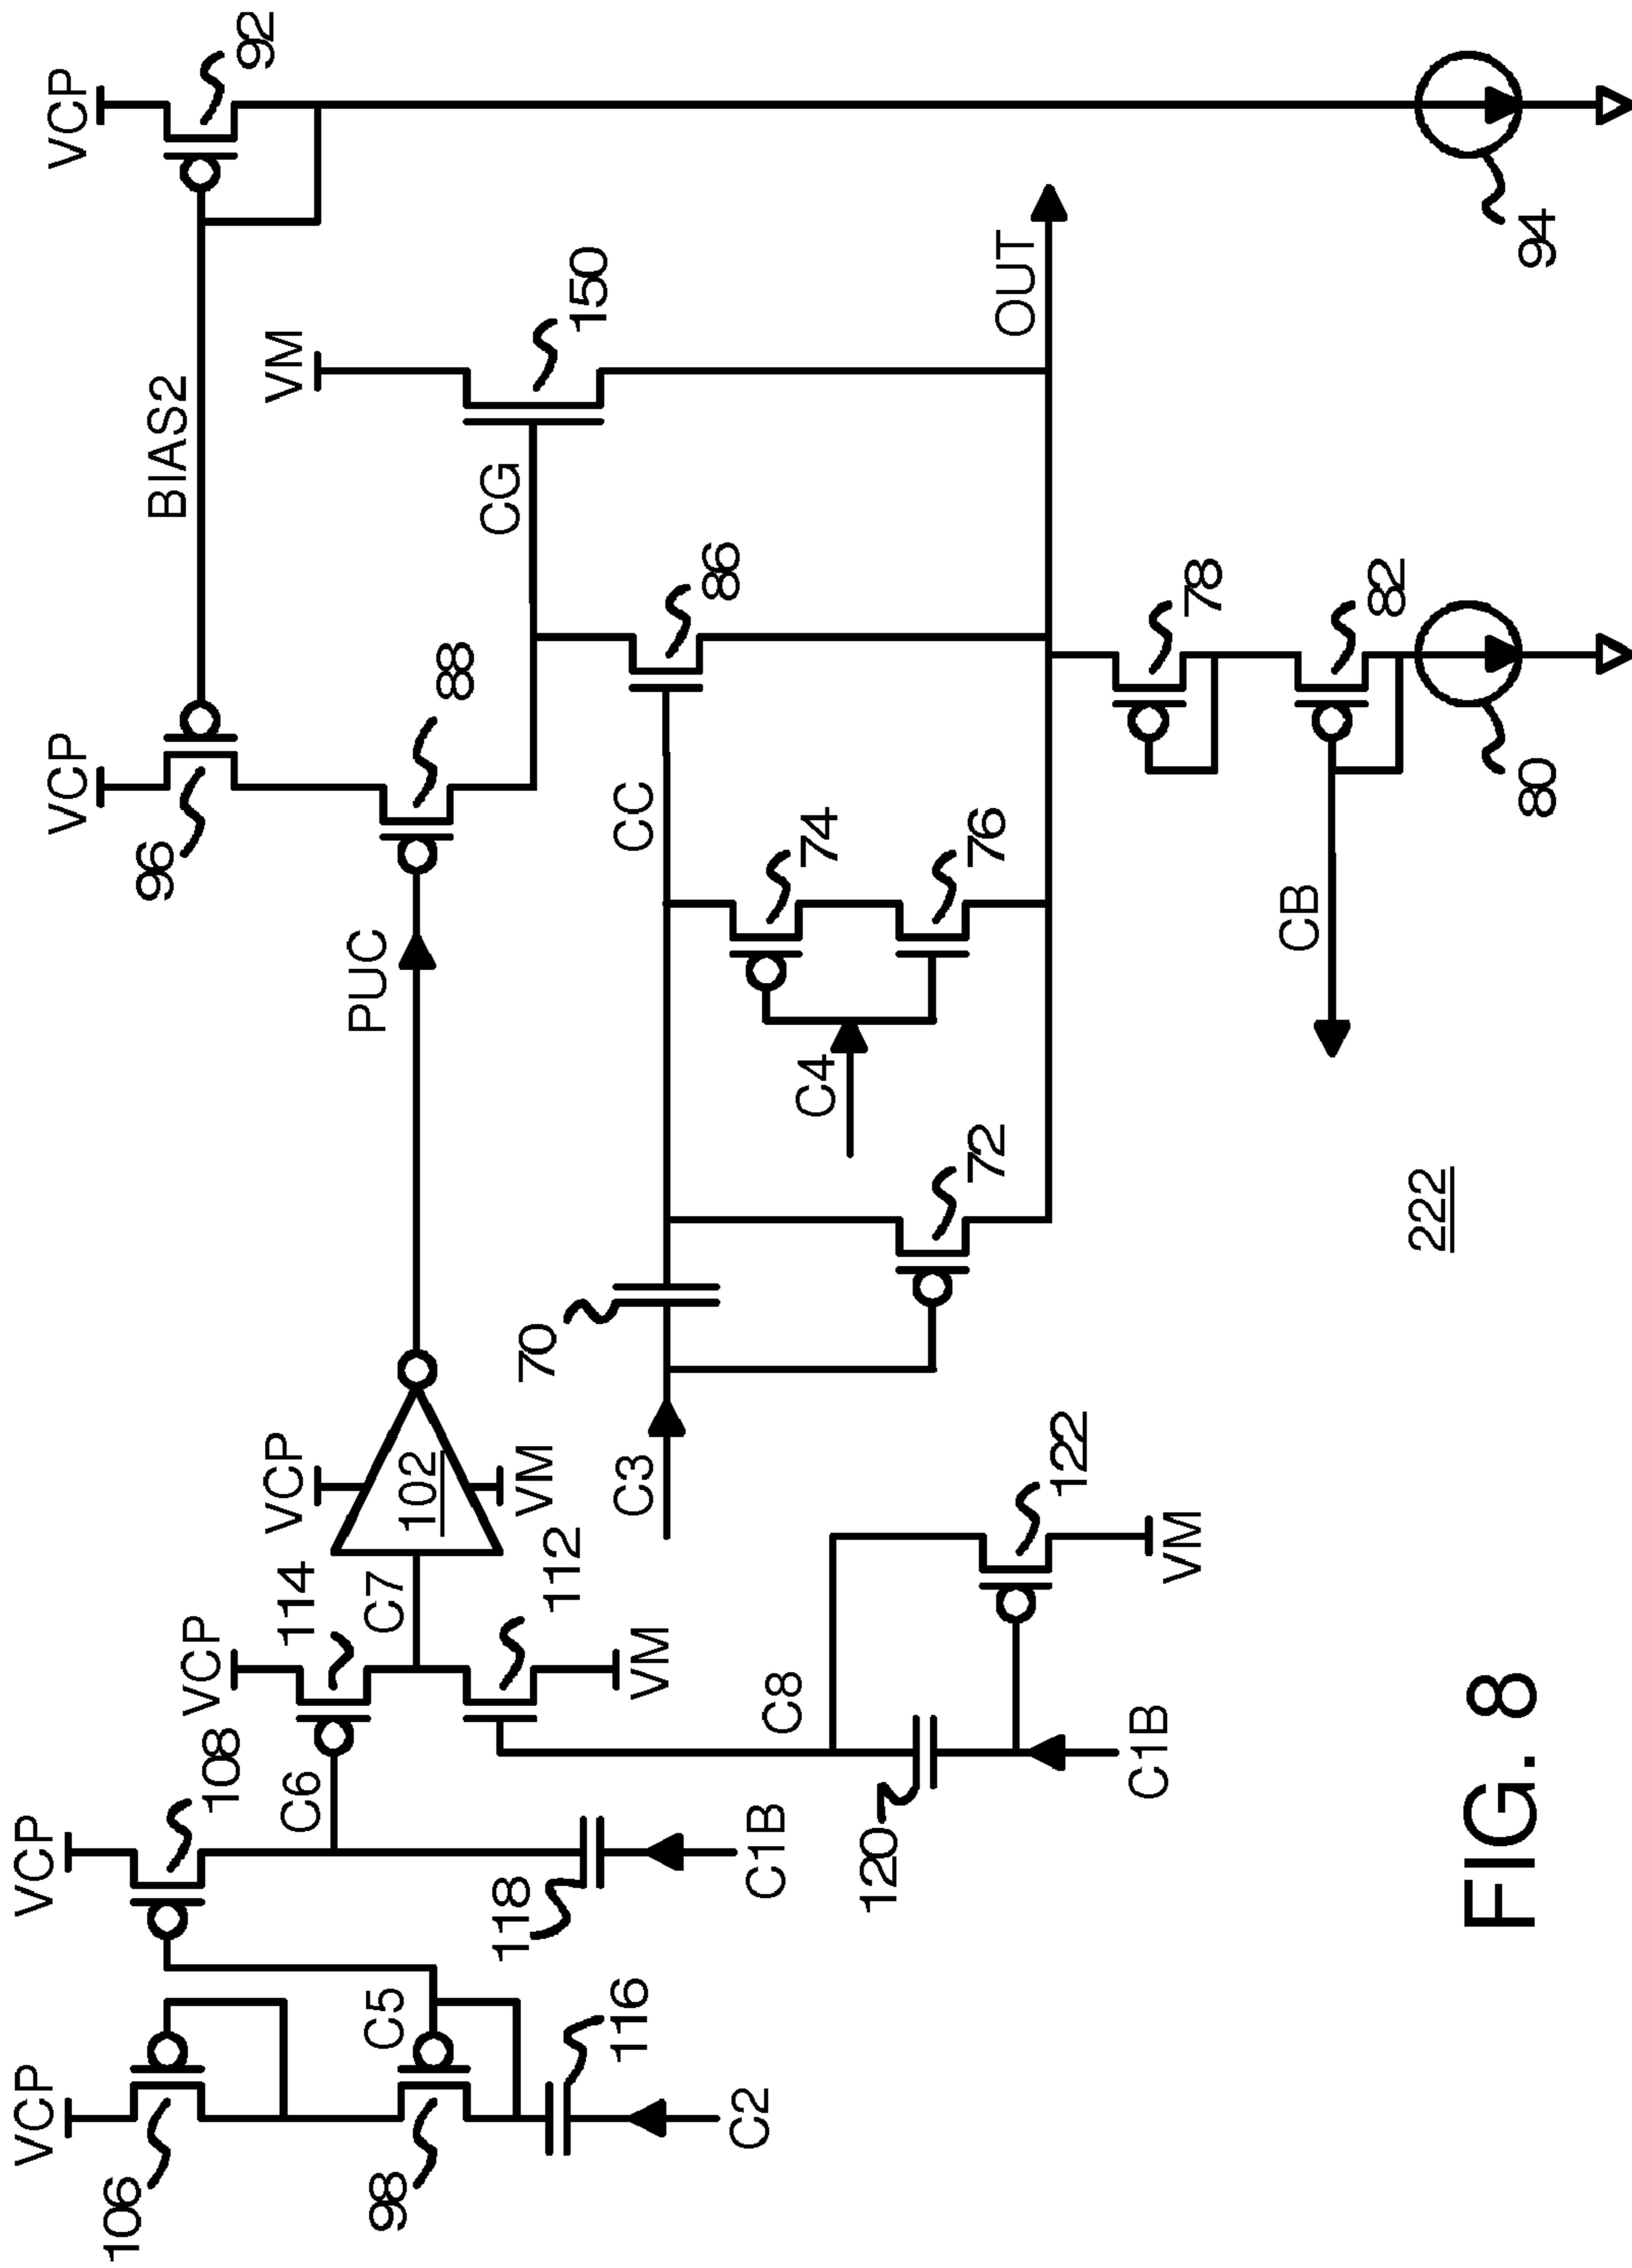 VCP
92
VCP
96
BIAS2
VM
150
CG
88
PUC
86
CC
74
76
C4
OUT
94
78
82
80
CB
72
70
C3
VCP
102
VM
114
C7
112
VCP
VM
122
VM
C8
120
C1B
108
VCP
C6
118
C1B
106
VCP
98
C5
116
C2
222
FIG. 8